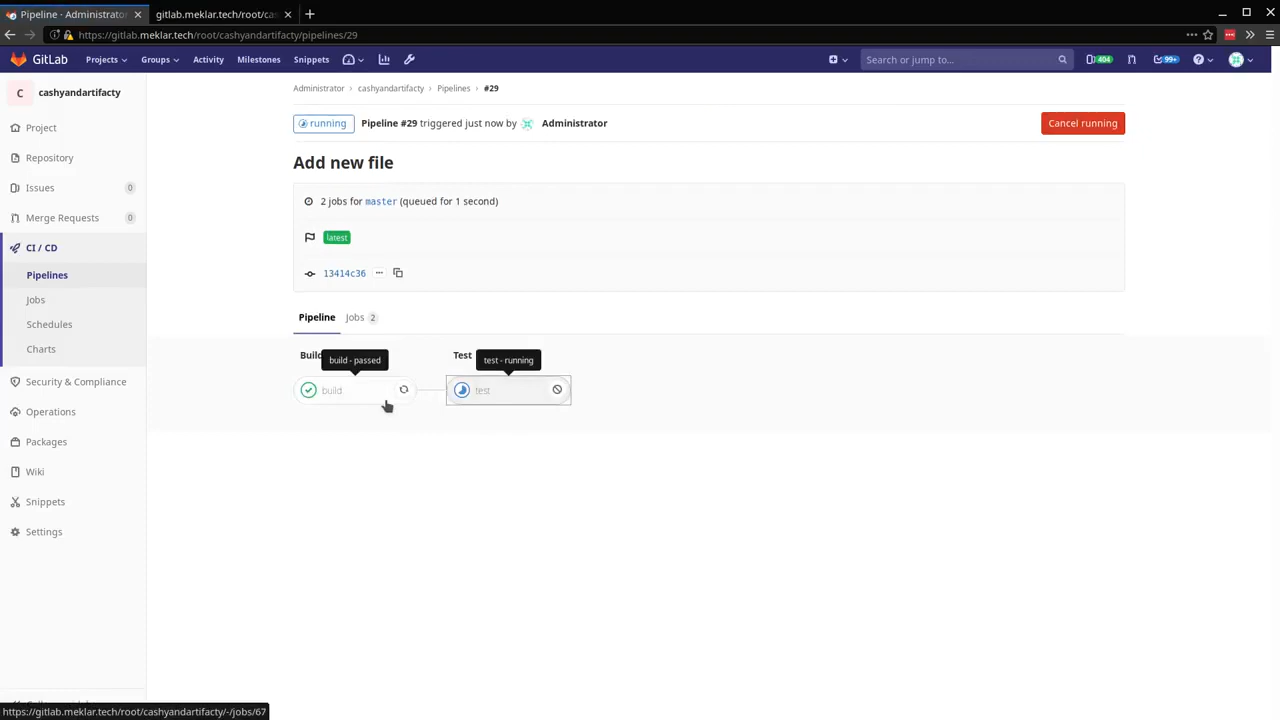 Pipeline - Administrato
gitlab.meklar.tech/root/cas
https://gitlab.meklar.tech/root/cashyandartifacty/pipelines/29
GitLab
Projects
Groups
Activity
Milestones
Snippets
Search or jump to...
404
99+
C
cashyandartifacty
Project
Repository
Issues
0
Merge Requests
0
CI / CD
Pipelines
Jobs
Schedules
Charts
Security & Compliance
Operations
Packages
Wiki
Snippets
Settings
Administrator
cashyandartifacty
Pipelines
#29
running
Pipeline #29 triggered just now by
Administrator
Cancel running
Add new file
2 jobs for master (queued for 1 second)
latest
13414c36
Pipeline
Jobs 2
Build
build - passed
Test
test - running
build
test
https://gitlab.meklar.tech/root/cashyandartifacty/-/jobs/67